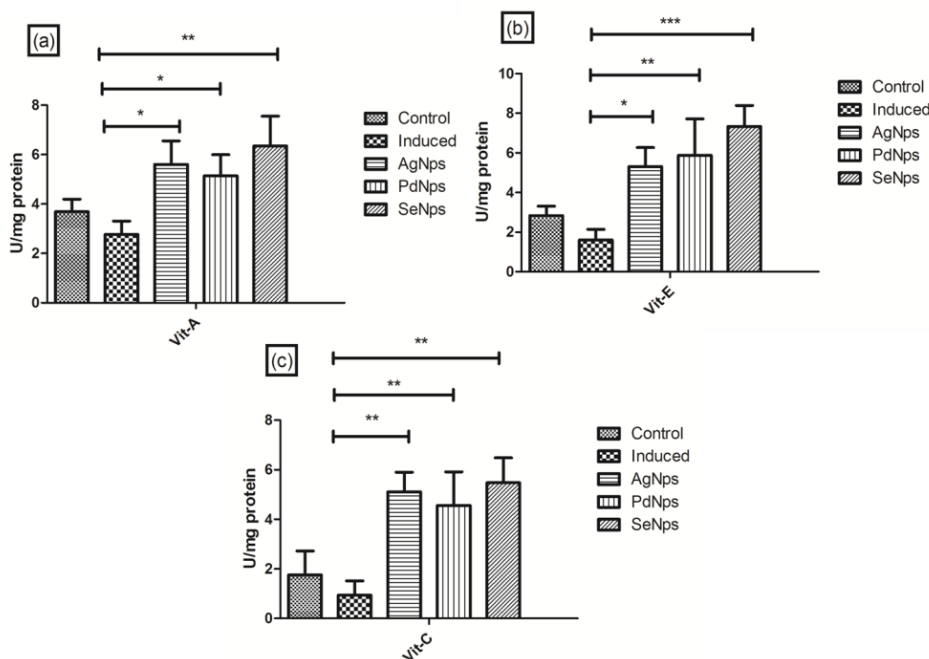 (a)
**
*
*
8
6
4
2
0
U/mg protein
Vit-A
Control
Induced
AgNps
PdNps
SeNps
(b)
***
**
*
10
8
6
4
2
0
U/mg protein
Vit-E
Control
Induced
AgNps
PdNps
SeNps
(c)
**
**
**
8
6
4
2
0
U/mg protein
Vit-C
Control
Induced
AgNps
PdNps
SeNps